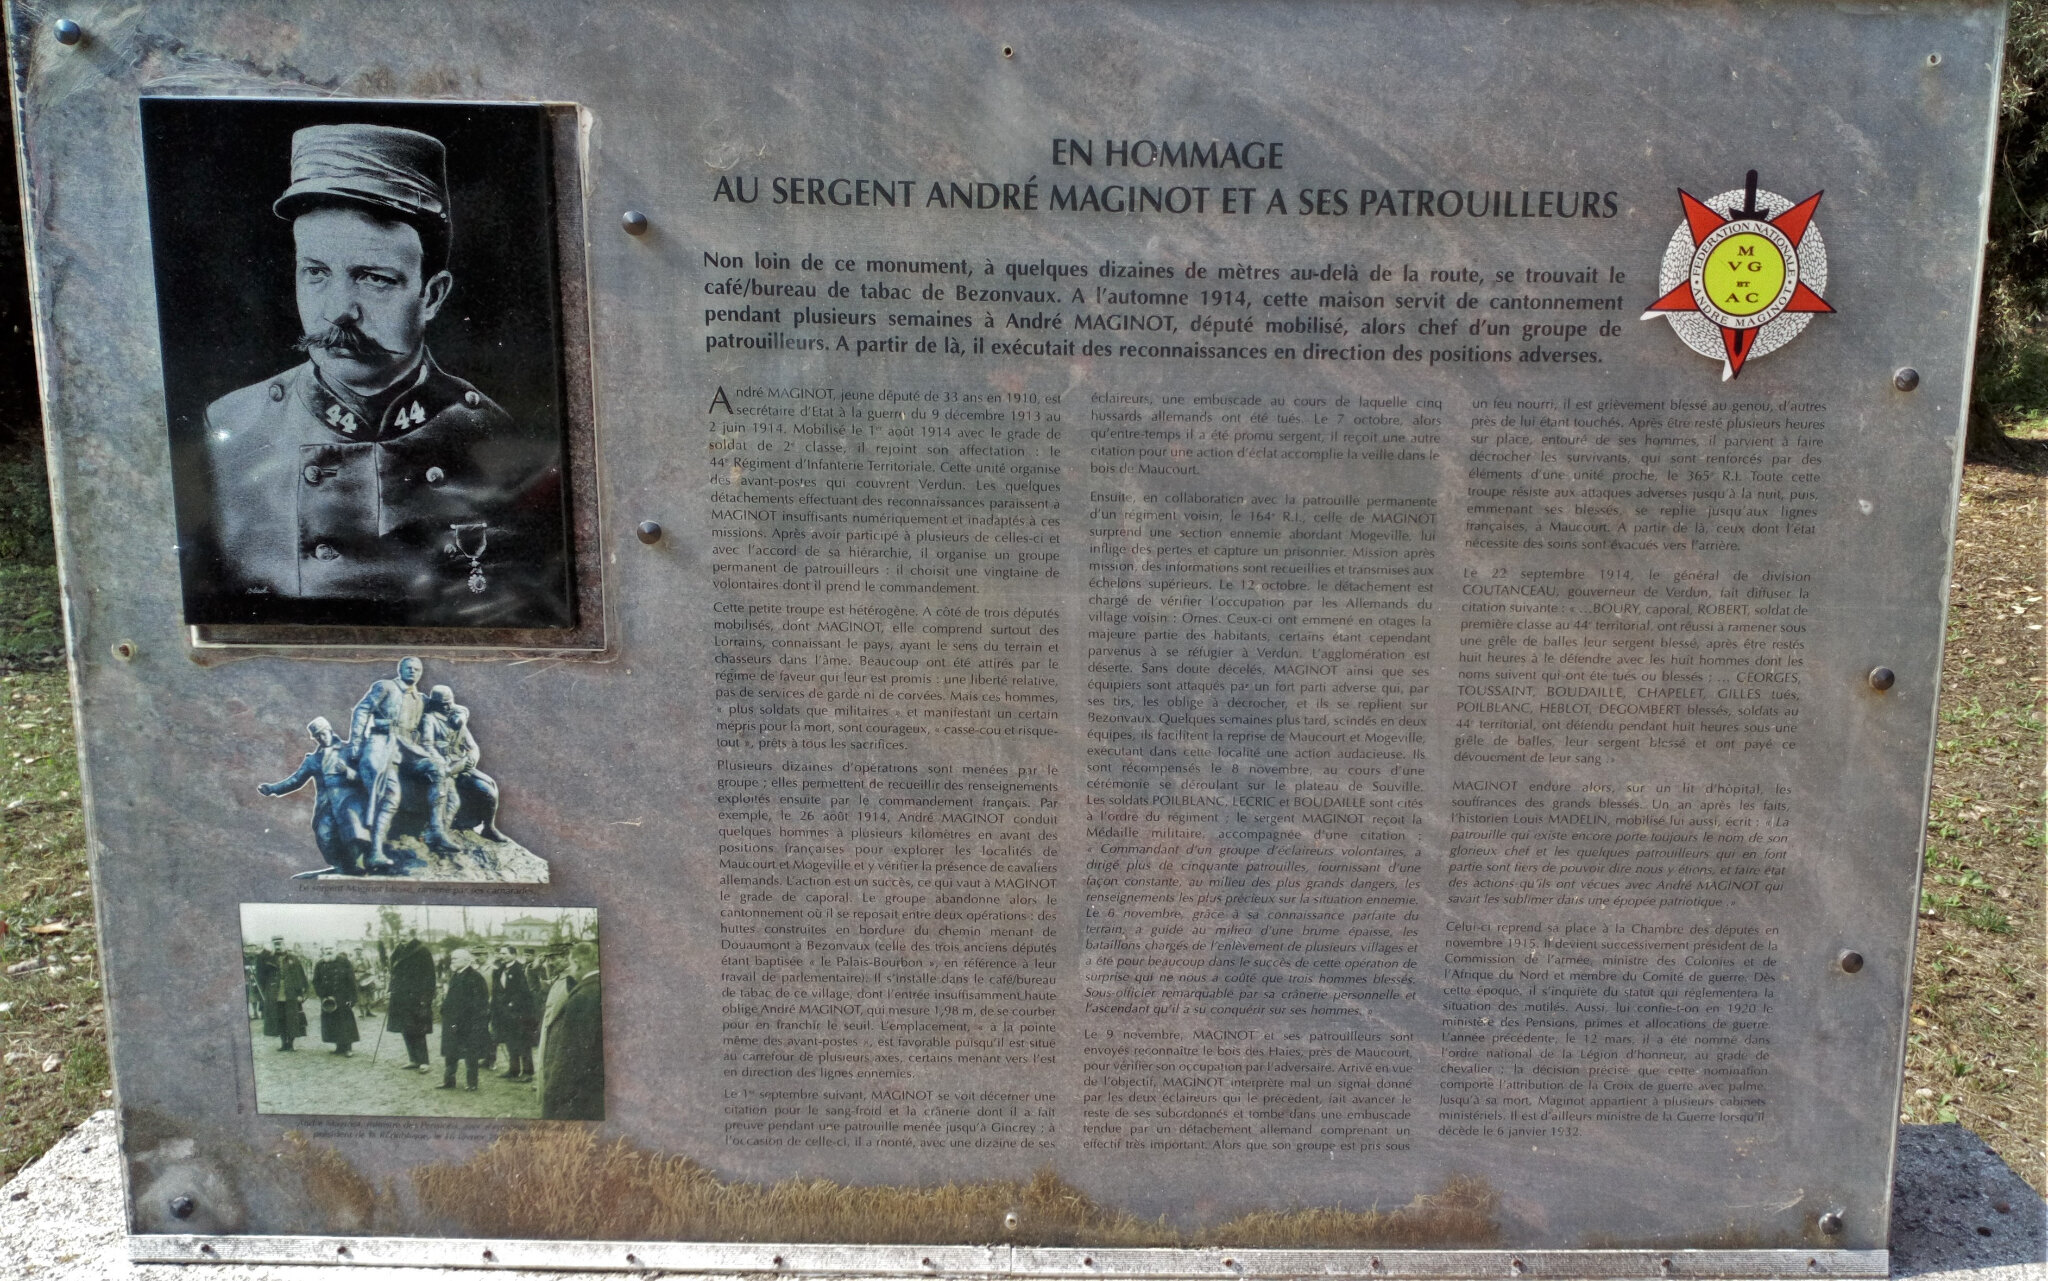 EN HOMMAGE
AU SERGENT ANDRÉ MAGINOT ET A SES PATROUILLEURS
FEDERATION NATIONALE
ANDRE MAGINOT
M
VG
ET
AC
44 44
Non loin de ce monument, à quelques dizaines de mètres au-delà de la route, se trouvait le
café/bureau de tabac de Bezonvaux. A l'automne 1914, cette maison servit de cantonnement
pendant plusieurs semaines à André MAGINOT, député mobilisé, alors chef d'un groupe de
patrouilleurs. A partir de là, il exécutait des reconnaissances en direction des positions adverses.
André MAGINOT, jeune député de 33 ans en 1910, est
secrétaire d'Etat à la guerre du 9 décembre 1913 au
2 juin 1914. Mobilisé le 1er août 1914 avec le grade de
soldat de 2e classe, il rejoint son affectation : le
44e Régiment d'Infanterie Territoriale. Cette unité organise
des avant-postes qui couvrent Verdun. Les quelques
détachements effectuant des reconnaissances paraissent a
MAGINOT insuffisants numériquement et inadaptés à ces
missions. Après avoir participé à plusieurs de celles-ci et
avec l'accord de sa hiérarchie, il organise un groupe
permanent de patrouilleurs : il choisit une vingtaine de
volontaires dont il prend le commandement.
Cette petite troupe est hétérogène. A côté de trois députés
mobilisés, dont MAGINOT, elle comprend surtout des
Lorrains, connaissant le pays, ayant le sens du terrain et
chasseurs dans l'âme. Beaucoup ont été attirés par le
régime de faveur qui leur est promis : une liberté relative,
pas de services de garde ni de corvées. Mais ces hommes,
« plus soldats que militaires » et manifestant un certain
mépris pour la mort, sont courageux, « casse-cou et risque-
tout », prêts à tous les sacrifices.
Plusieurs dizaines d'opérations sont menées par le
groupe ; elles permettent de recueillir des renseignements
exploités ensuite par le commandement français. Par
exemple, le 26 août 1914, André MAGINOT conduit
quelques hommes à plusieurs kilomètres en avant des
positions françaises pour explorer les localités de
Maucourt et Mogeville et y vérifier la présence de cavaliers
allemands. L'action est un succès, ce qui vaut à MAGINOT
le grade de caporal. Le groupe abandonne alors le
cantonnement où il se reposait entre deux opérations : des
huttes construites en bordure du chemin menant de
Douaumont à Bezonvaux (celle des trois anciens députés
étant baptisée « le Palais-Bourbon », en référence à leur
travail de parlementaire). Il s'installe dans le café/bureau
de tabac de ce village, dont l'entrée insuffisamment haute
oblige André MAGINOT, qui mesure 1,98 m, de se courber
pour en franchir le seuil. L'emplacement, « à la pointe
même des avant-postes », est favorable puisqu'il est situé
au carrefour de plusieurs axes, certains menant vers l'est
en direction des lignes ennemies.
Le 1er septembre suivant, MAGINOT se voit décerner une
citation pour le sang-froid et la crânerie dont il a fait
preuve pendant une patrouille menée jusqu'à Gincrey ; à
l'occasion de celle-ci, il a monté, avec une dizaine de ses
éclaireurs, une embuscade au cours de laquelle cinq
hussards allemands ont été tués. Le 7 octobre, alors
qu'entre-temps il a été promu sergent, il reçoit une autre
citation pour une action d'éclat accomplie la veille dans le
bois de Maucourt.
Ensuite, en collaboration avec la patrouille permanente
d'un régiment voisin, le 164e R.I., celle de MAGINOT
surprend une section ennemie abordant Mogeville, lui
inflige des pertes et capture un prisonnier. Mission après
mission, des informations sont recueillies et transmises aux
échelons supérieurs. Le 12 octobre, le détachement est
chargé de vérifier l'occupation par les Allemands du
village voisin : Ornes. Ceux-ci ont emmené en otages la
majeure partie des habitants, certains étant cependant
parvenus à se réfugier à Verdun. L'agglomération est
déserte. Sans doute décelés, MAGINOT ainsi que ses
équipiers sont attaqués par un fort parti adverse qui, par
ses tirs, les oblige à décrocher, et ils se replient sur
Bezonvaux. Quelques semaines plus tard, scindés en deux
équipes, ils facilitent la reprise de Maucourt et Mogeville,
exécutant dans cette localité une action audacieuse. Ils
sont récompensés le 8 novembre, au cours d'une
cérémonie se déroulant sur le plateau de Souville.
Les soldats POILBLANC, LECRIC et BOUDAILLE sont cités
à l'ordre du régiment ; le sergent MAGINOT reçoit la
Médaille militaire, accompagnée d'une citation :
« Commandant d'un groupe d'éclaireurs volontaires, a
dirigé plus de cinquante patrouilles, fournissant d'une
façon constante, au milieu des plus grands dangers, les
renseignements les plus précieux sur la situation ennemie.
Le 6 novembre, grâce à sa connaissance parfaite du
terrain, a guidé au milieu d'une brume épaisse, les
bataillons chargés de l'enlèvement de plusieurs villages et
a été pour beaucoup dans le succès de cette opération de
surprise qui ne nous a coûté que trois hommes blessés.
Sous-officier remarquable par sa crânerie personnelle et
l'ascendant qu'il a su conquérir sur ses hommes. »
Le 9 novembre, MAGINOT et ses patrouilleurs sont
envoyés reconnaître le bois des Haies, près de Maucourt,
pour vérifier son occupation par l'adversaire. Arrivé en vue
de l'objectif, MAGINOT interprète mal un signal donné
par les deux éclaireurs qui le précèdent, fait avancer le
reste de ses subordonnés et tombe dans une embuscade
tendue par un détachement allemand comprenant un
effectif très important. Alors que son groupe est pris sous
un feu nourri, il est grièvement blessé au genou, d'autres
près de lui étant touchés. Après être resté plusieurs heures
sur place, entouré de ses hommes, il parvient à faire
décrocher les survivants, qui sont renforcés par des
éléments d'une unité proche, le 365e R.I. Toute cette
troupe résiste aux attaques adverses jusqu'à la nuit, puis,
emmenant ses blessés, se replie jusqu'aux lignes
françaises, à Maucourt. A partir de là, ceux dont l'état
nécessite des soins sont évacués vers l'arrière.
Le 22 septembre 1914, le général de division
COUTANCEAU, gouverneur de Verdun, fait diffuser la
citation suivante : « ...BOURY, caporal, ROBERT, soldat de
première classe au 44e territorial, ont réussi à ramener sous
une grêle de balles leur sergent blessé, après être restés
huit heures à le défendre avec les huit hommes dont les
noms suivent qui ont été tués ou blessés : ... GEORGES,
TOUSSAINT, BOUDAILLE, CHAPELET, GILLES tués,
POILBLANC, HEBLOT, DEGOMBERT blessés, soldats au
44e territorial, ont défendu pendant huit heures sous une
grêle de balles, leur sergent blessé et ont payé ce
dévouement de leur sang »
MAGINOT endure alors, sur un lit d'hôpital, les
souffrances des grands blessés. Un an après les faits,
l'historien Louis MADELIN, mobilisé lui aussi, écrit : « La
patrouille qui existe encore porte toujours le nom de son
glorieux chef et les quelques patrouilleurs qui en font
partie sont fiers de pouvoir dire nous y étions, et faire état
des actions qu'ils ont vécues avec André MAGINOT qui
savait les sublimer dans une épopée patriotique.»
Celui-ci reprend sa place à la Chambre des députés en
novembre 1915. Il devient successivement président de la
Commission de l'armée, ministre des Colonies et de
l'Afrique du Nord et membre du Comité de guerre. Dès
cette époque, il s'inquiète du statut qui réglementera la
situation des mutilés. Aussi, lui confie-t-on en 1920 le
ministère des Pensions, primes et allocations de guerre.
L'année précédente, le 12 mars, il a été nommé dans
l'ordre national de la Légion d'honneur, au grade de
chevalier ; la décision précise que cette nomination
comporte l'attribution de la Croix de guerre avec palme.
Jusqu'à sa mort, Maginot appartient à plusieurs cabinets
ministériels. Il est d'ailleurs ministre de la Guerre lorsqu'il
décède le 6 janvier 1932.
Le sergent Maginot blessé, ramené par ses camarades.
André Maginot, ministre des Pensions, avec
président de la République, le 16 février